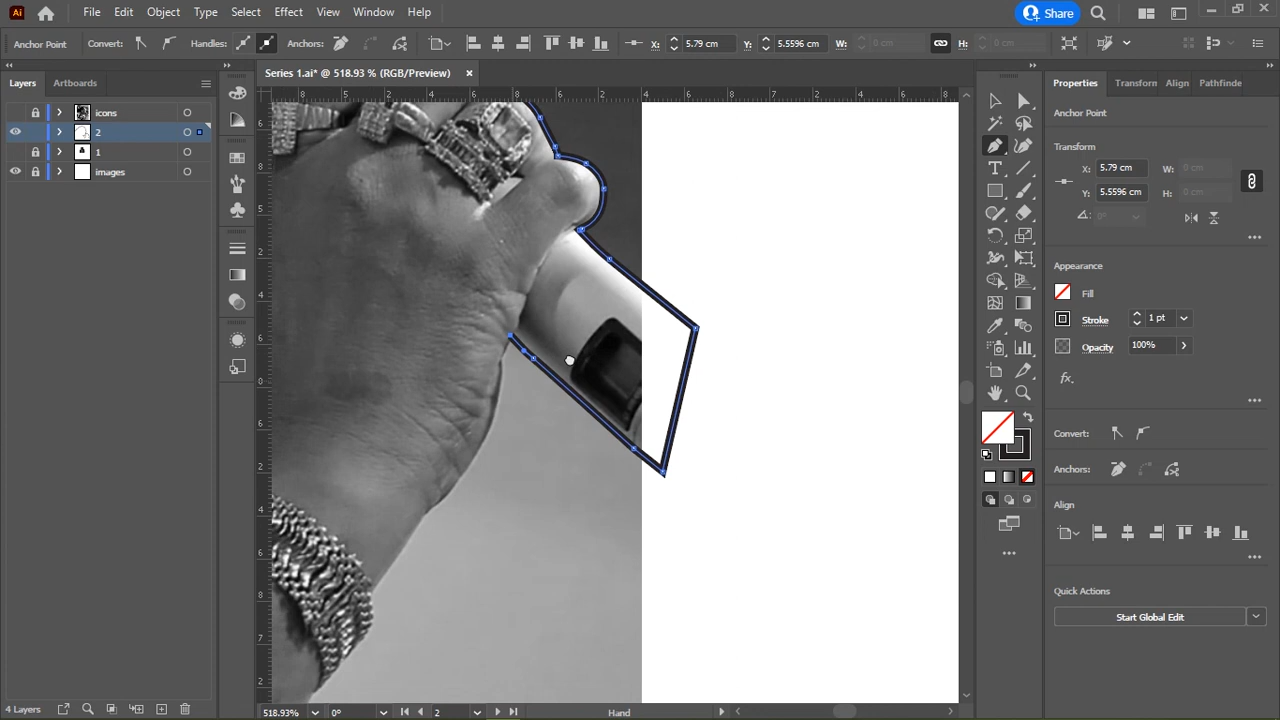 Ai File Edit Object Type Select Effect View Window Help Share
Anchor Point Convert: Handles: Anchors: X: 5.79 cm Y: 5.5596 cm W: 0 cm H: 0 cm
Layers Artboards
Series 1.ai* @ 518.93 % (RGB/Preview) ×
Properties Transform Align Pathfinde
icons
2
1
images
Anchor Point
Transform
X: 5.79 cm W: 0 cm
Y: 5.5596 cm H: 0 cm
0°
Appearance
Fill
Stroke 1 pt
Opacity 100%
fx.
Convert:
Anchors:
Align
Quick Actions
Start Global Edit
4 Layers
518.93% 0° 2 Hand